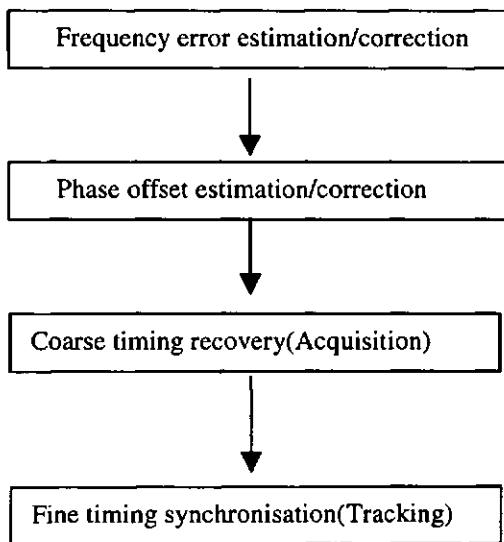 Frequency error estimation/correction
Phase offset estimation/correction
Coarse timing recovery(Acquisition)
Fine timing synchronisation(Tracking)